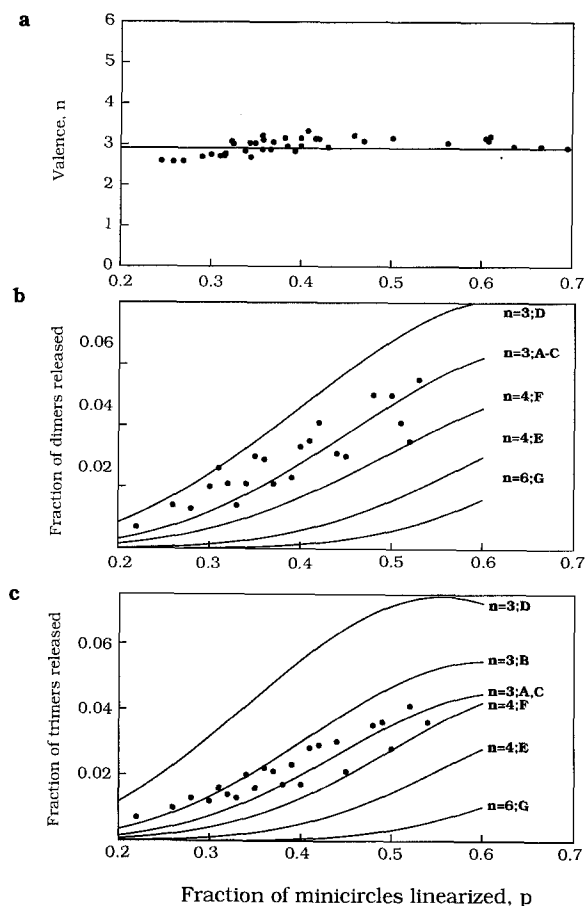 a
6
5
4
3
2
1
0
Valence, n
0.2 0.3 0.4 0.5 0.6 0.7
b
0.06
0.04
0.02
Fraction of dimers released
n=3;D
n=3;A-C
n=4;F
n=4;E
n=6;G
0.2 0.3 0.4 0.5 0.6 0.7
c
0.06
0.04
0.02
Fraction of trimers released
n=3;D
n=3;B
n=3;A,C
n=4;F
n=4;E
n=6;G
0.2 0.3 0.4 0.5 0.6 0.7
Fraction of minicircles linearized, p